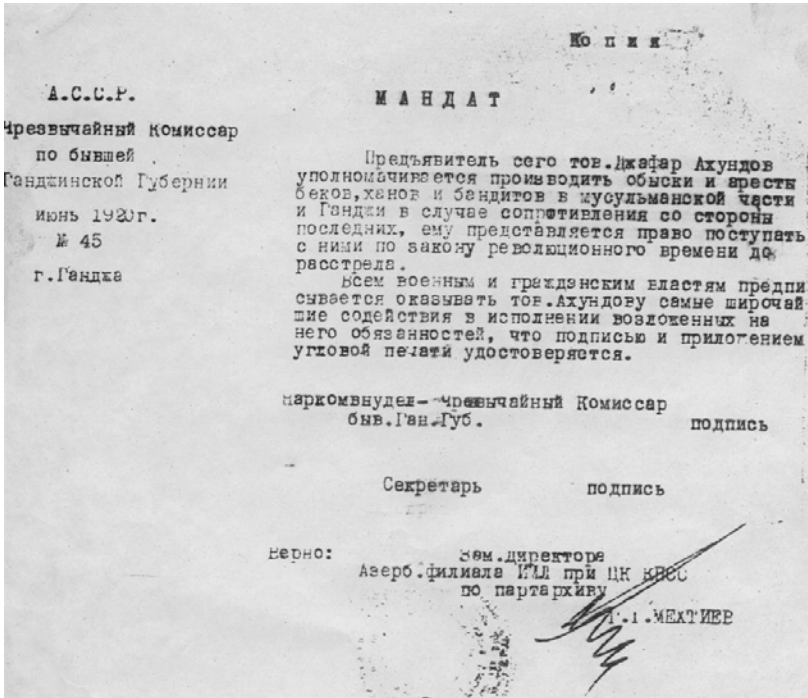 Копия
А.С.С.Р.
Чрезвычайный Комиссар
по бывшей
Ганджинской Губернии
июнь 1920г.
№ 45
г.Ганджа
МАНДАТ
Предъявитель сего тов.Джафар Ахундов
уполномачивается производить обыски и аресты
беков,ханов и бандитов в мусульманской части
и Ганджи в случае сопротивления со стороны
последних, ему представляется право поступать
с ними по закону революционного времени до
расстрела.
Всем военным и гражданским властям предпи
сывается оказывать тов.Ахундову самые широчай
шие содействия в исполнении возложенных на
него обязанностей, что подписью и приложением
угловой печати удостоверяется.
Наркомвнудел-Чрезвычайный Комиссар
быв.Ган.Губ. подпись
Секретарь подпись
Верно: Зам.директора
Азерб.филиала ИМЛ при ЦК КПСС
по партархиву
МЕХТИЕВ